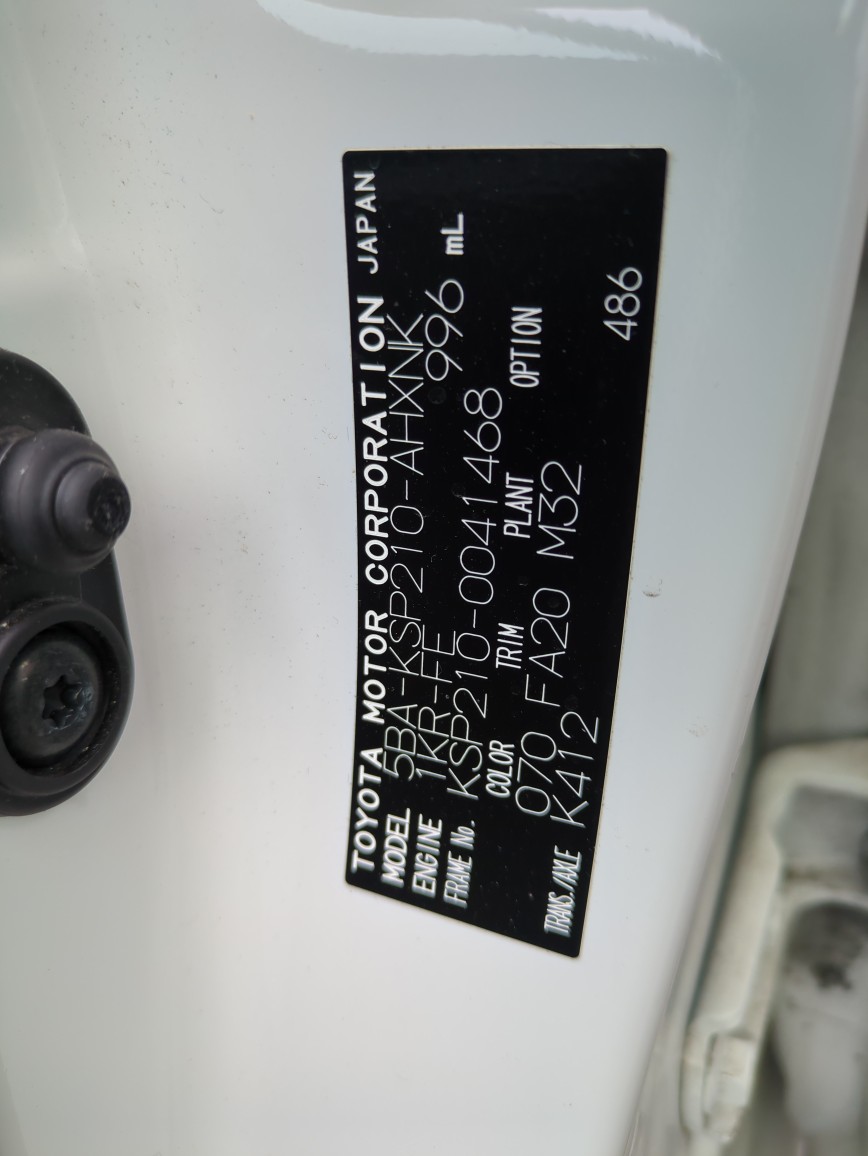 TOYOTA MOTOR CORPORATION JAPAN
MODEL 5BA-KSP210-AHXNK
ENGINE 1KR-FE 996 mL
FRAME No. KSP210-0041468
COLOR TRIM PLANT OPTION
070 FA20 M32
TRANS./AXLE K412 486